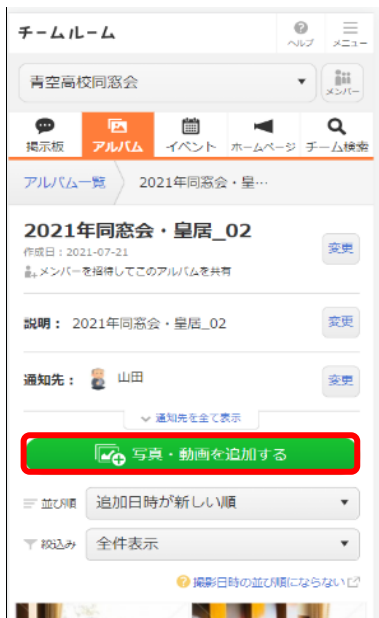 チームルーム
ヘルプ
メニュー
青空高校同窓会
メンバー
掲示板
アルバム
イベント
ホームページ
チーム検索
アルバム一覧
2021年同窓会・皇…
2021年同窓会・皇居_02
作成日：2021-07-21
メンバーを招待してこのアルバムを共有
変更
説明： 2021年同窓会・皇居_02
変更
通知先： 山田
変更
通知先を全て表示
写真・動画を追加する
並び順 追加日時が新しい順
絞込み 全件表示
撮影日時の並び順にならない